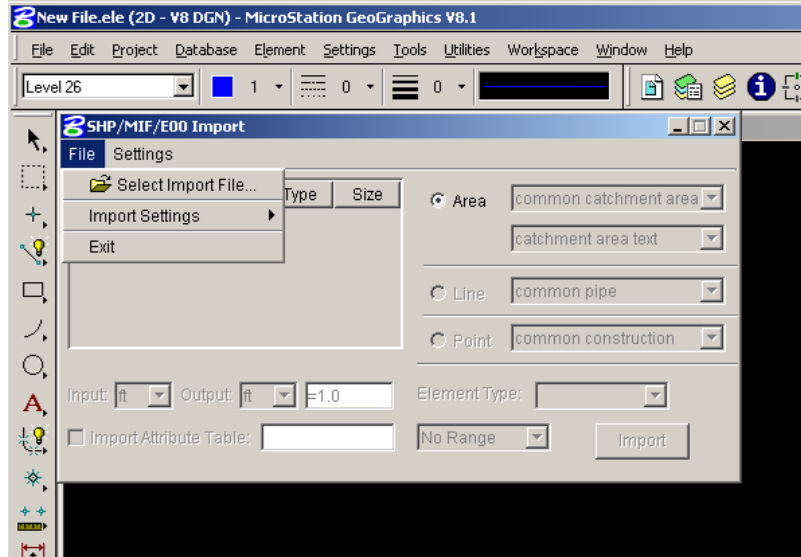 New File.ele (2D - V8 DGN) - MicroStation GeoGraphics V8.1
File Edit Project Database Element Settings Tools Utilities Workspace Window Help
Level 26 1 0 0
SHP/MIF/E00 Import
File Settings
Select Import File...
Import Settings
Exit
Type Size
Area common catchment area
catchment area text
Line common pipe
Point common construction
Input: ft Output: ft =1.0 Element Type:
Import Attribute Table: No Range Import